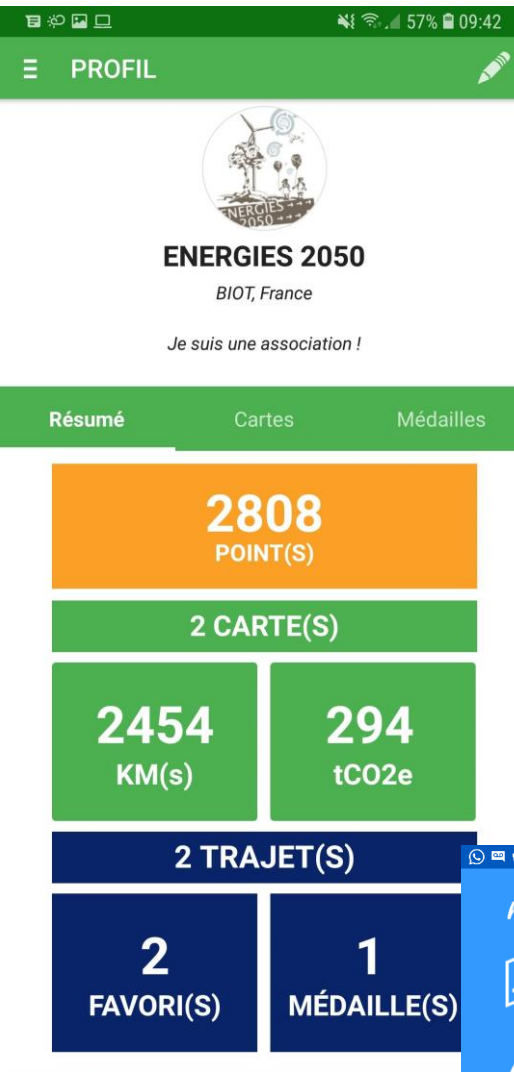 57% 09:42
PROFIL
ENERGIES
2050
ENERGIES 2050
BIOT, France
Je suis une association !
Résumé Cartes Médailles
2808
POINT(S)
2 CARTE(S)
2454 294
KM(s) tCO2e
2 TRAJET(S)
2 1
FAVORI(S) MÉDAILLE(S)